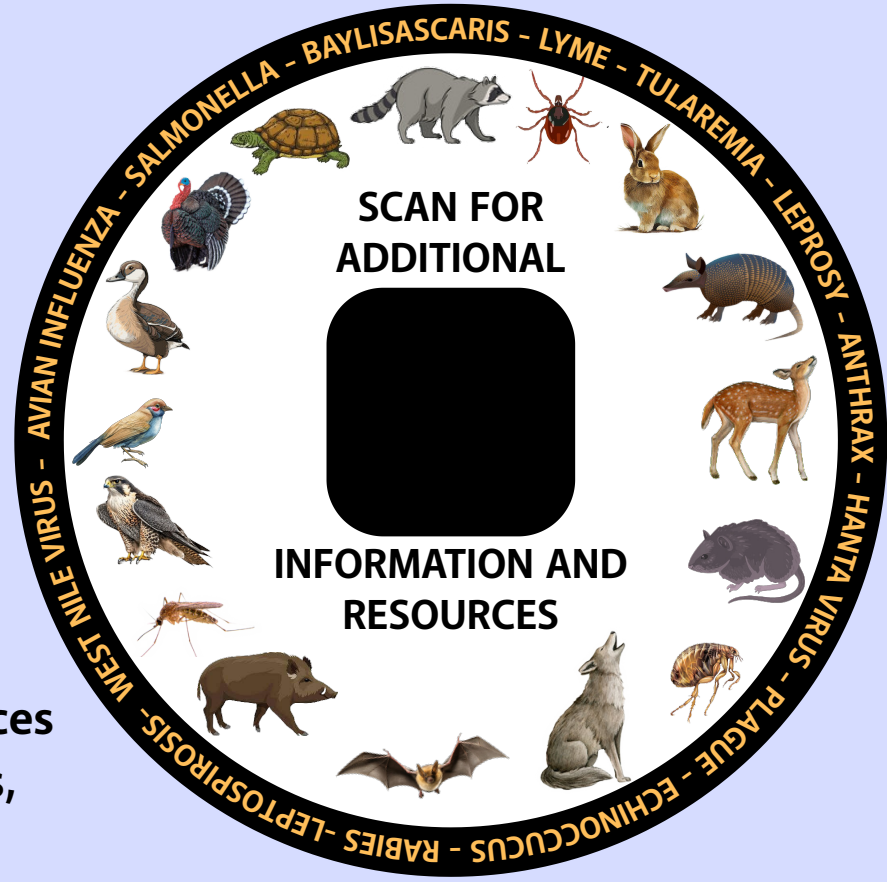 AVIAN INFLUENZA - SALMONELLA - BAYLISASCARIS - LYME - TULAREMIA - LEPROSY - ANTHRAX - HANTA VIRUS - PLAGUE - ECHINOCCUCUS - RABIES -LEPTOSPIROSIS- WEST NILE VIRUS -
SCAN FOR
ADDITIONAL
INFORMATION AND
RESOURCES